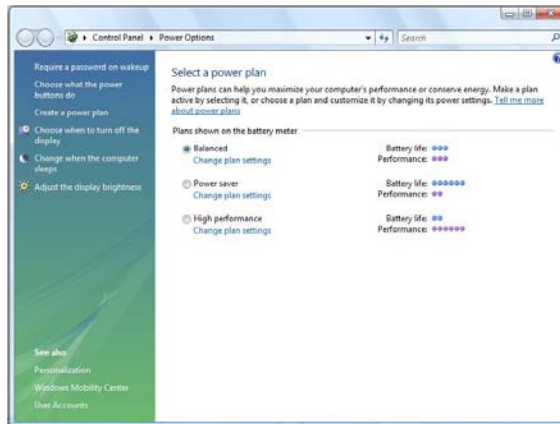 Control Panel ▸ Power Options
Search
Require a password on wakeup
Choose what the power
buttons do
Create a power plan
Choose when to turn off the
display
Change when the computer
sleeps
Adjust the display brightness
See also
Personalization
Windows Mobility Center
User Accounts
Select a power plan
Power plans can help you maximize your computer's performance or conserve energy. Make a plan
active by selecting it, or choose a plan and customize it by changing its power settings. Tell me more
about power plans
Plans shown on the battery meter
Balanced Battery life:
Change plan settings Performance:
Power saver Battery life:
Change plan settings Performance:
High performance Battery life:
Change plan settings Performance: